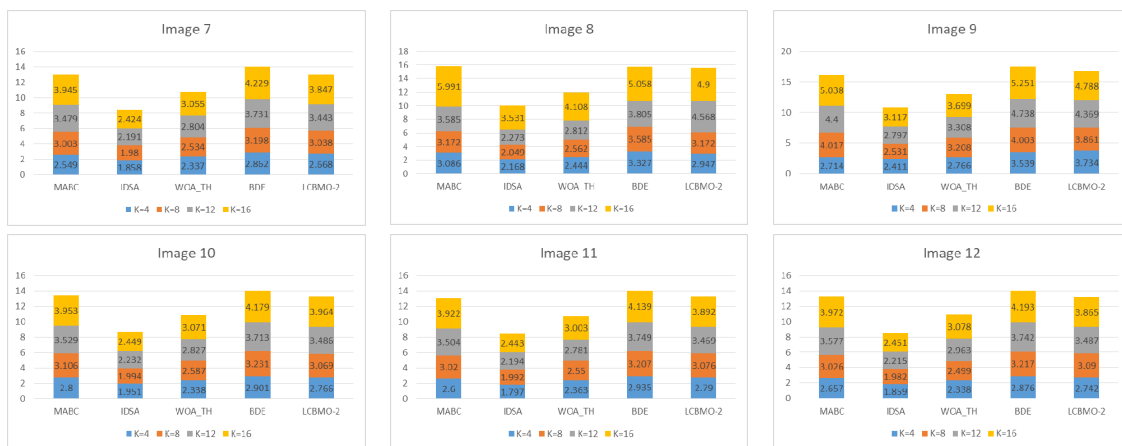 Image 7
16
14
12
10
8
6
4
2
0
3.945 2.424 3.055 4.229 3.847
3.479 2.191 2.804 3.731 3.443
3.003 1.98 2.534 3.198 3.038
2.549 1.858 2.337 2.862 2.668
MABC IDSA WOA_TH BDE LCBMO-2
K=4 K=8 K=12 K=16
Image 8
18
16
14
12
10
8
6
4
2
0
5.991 3.531 4.108 5.058 4.9
3.585 2.273 2.812 3.805 4.568
3.172 2.049 2.562 3.585 3.172
3.086 2.168 2.444 3.327 2.947
MABC IDSA WOA_TH BDE LCBMO-2
K=4 K=8 K=12 K=16
Image 9
20
15
10
5
0
5.038 3.117 3.699 5.251 4.788
4.4 2.797 3.308 4.738 4.369
4.017 2.531 3.208 4.003 3.861
2.714 2.411 2.766 3.539 3.734
MABC IDSA WOA_TH BDE LCBMO-2
K=4 K=8 K=12 K=16
Image 10
16
14
12
10
8
6
4
2
0
3.953 2.449 3.071 4.179 3.964
3.529 2.232 2.827 3.713 3.486
3.106 1.994 2.587 3.231 3.069
2.8 1.951 2.338 2.901 2.766
MABC IDSA WOA_TH BDE LCBMO-2
K=4 K=8 K=12 K=16
Image 11
16
14
12
10
8
6
4
2
0
3.922 2.443 3.003 4.139 3.892
3.504 2.194 2.781 3.749 3.469
3.02 1.992 2.55 3.207 3.076
2.6 1.797 2.363 2.935 2.79
MABC IDSA WOA_TH BDE LCBMO-2
K=4 K=8 K=12 K=16
Image 12
16
14
12
10
8
6
4
2
0
3.972 2.451 3.078 4.193 3.865
3.577 2.215 2.963 3.742 3.487
3.026 1.982 2.499 3.217 3.09
2.657 1.859 2.338 2.876 2.742
MABC IDSA WOA_TH BDE LCBMO-2
K=4 K=8 K=12 K=16